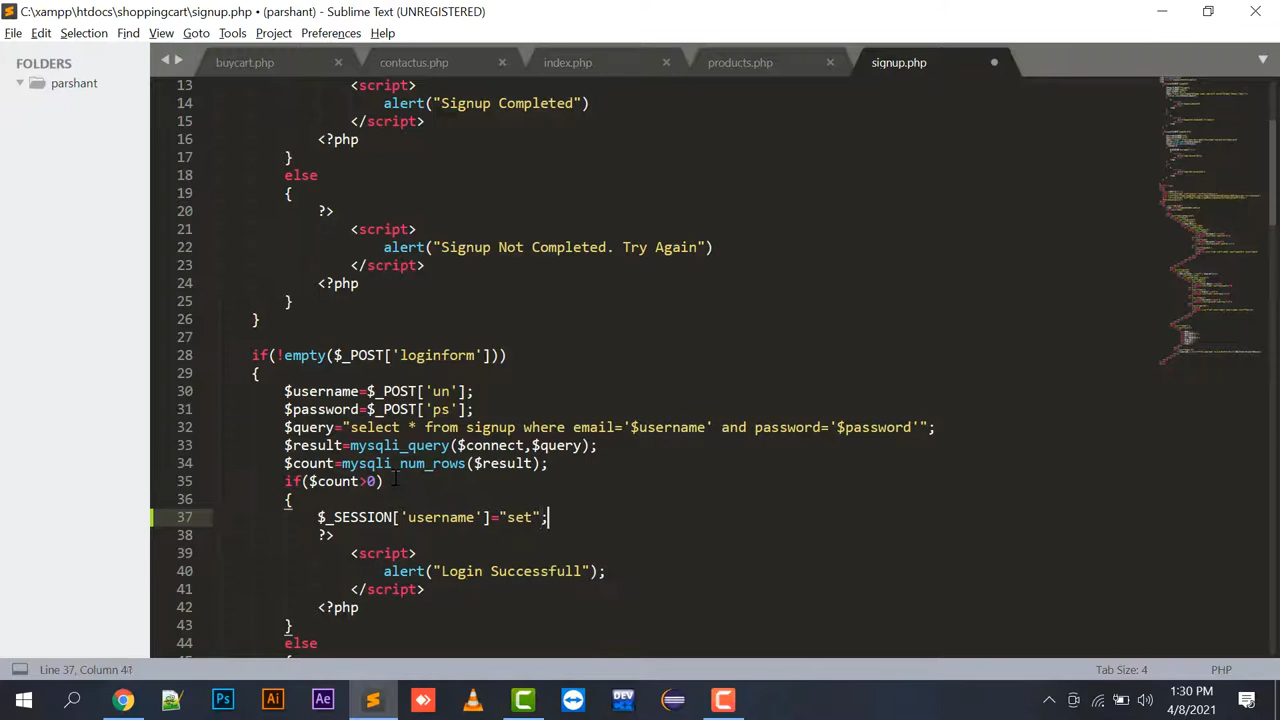 C:\xampp\htdocs\shoppingcart\signup.php • (parshant) - Sublime Text (UNREGISTERED)
File Edit Selection Find View Goto Tools Project Preferences Help
FOLDERS
parshant
buycart.php contactus.php index.php products.php signup.php
13 <script>
14 alert("Signup Completed")
15 </script>
16 <?php
17 }
18 else
19 {
20 ?>
21 <script>
22 alert("Signup Not Completed. Try Again")
23 </script>
24 <?php
25 }
26 }
27
28 if(!empty($_POST['loginform']))
29 {
30 $username=$_POST['un'];
31 $password=$_POST['ps'];
32 $query="select * from signup where email='$username' and password='$password'";
33 $result=mysqli_query($connect,$query);
34 $count=mysqli_num_rows($result);
35 if($count>0)
36 {
37 $_SESSION['username']="set";
38 ?>
39 <script>
40 alert("Login Successfull");
41 </script>
42 <?php
43 }
44 else
Line 37, Column 41 Tab Size: 4 PHP
Ps Ai Ae DEV
1:30 PM
4/8/2021